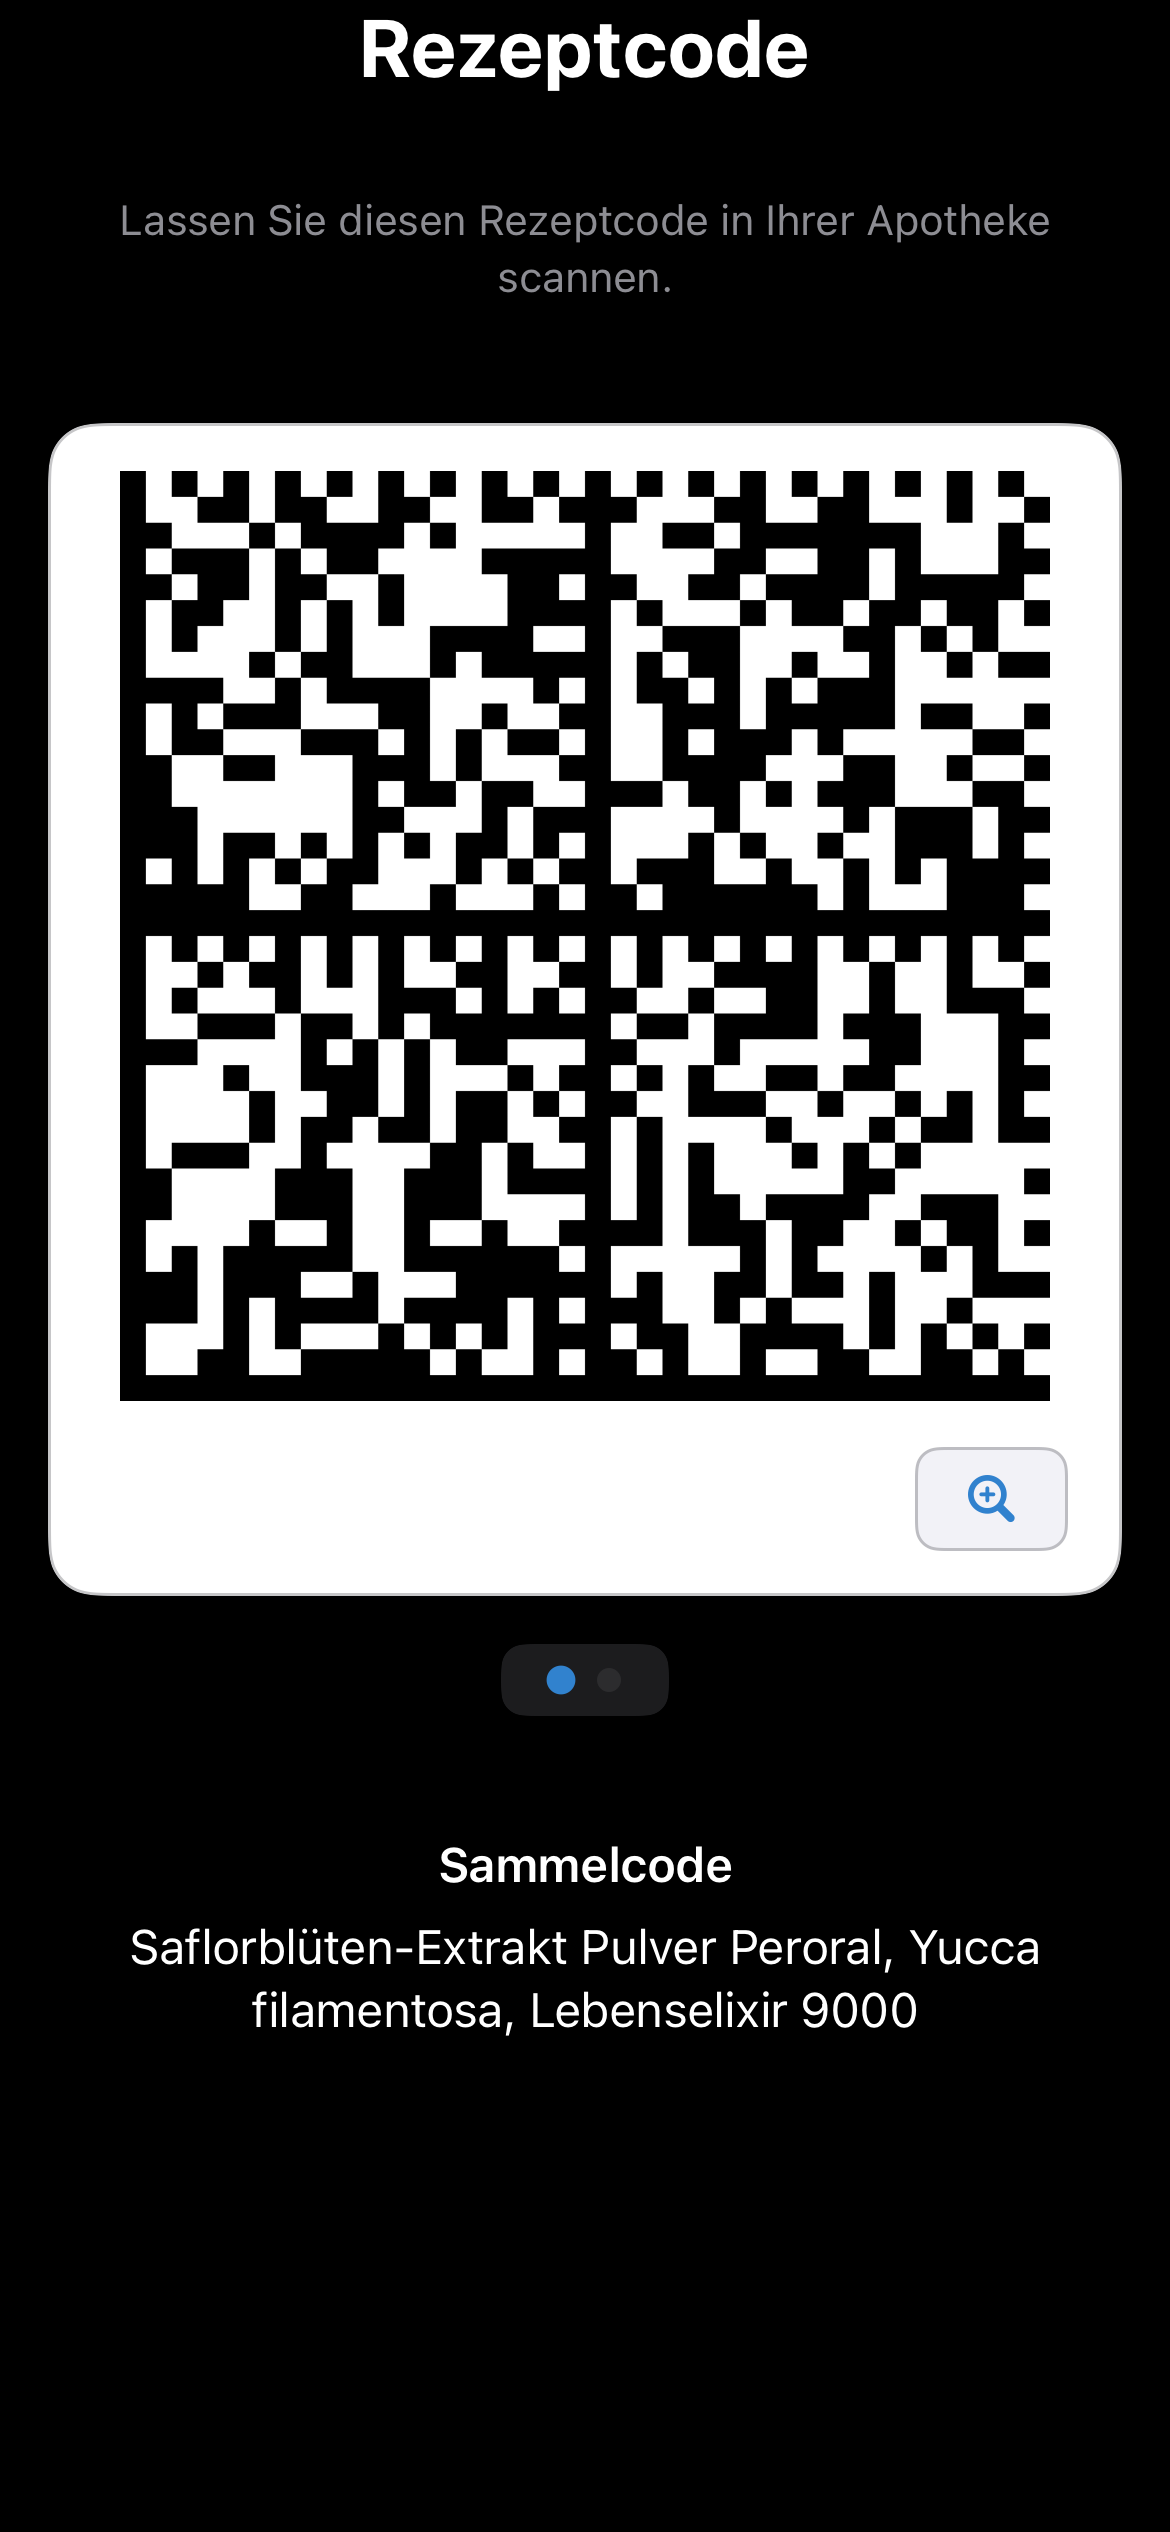 Rezeptcode
Lassen Sie diesen Rezeptcode in Ihrer Apotheke
scannen.
Sammelcode
Saflorblüten-Extrakt Pulver Peroral, Yucca
filamentosa, Lebenselixir 9000